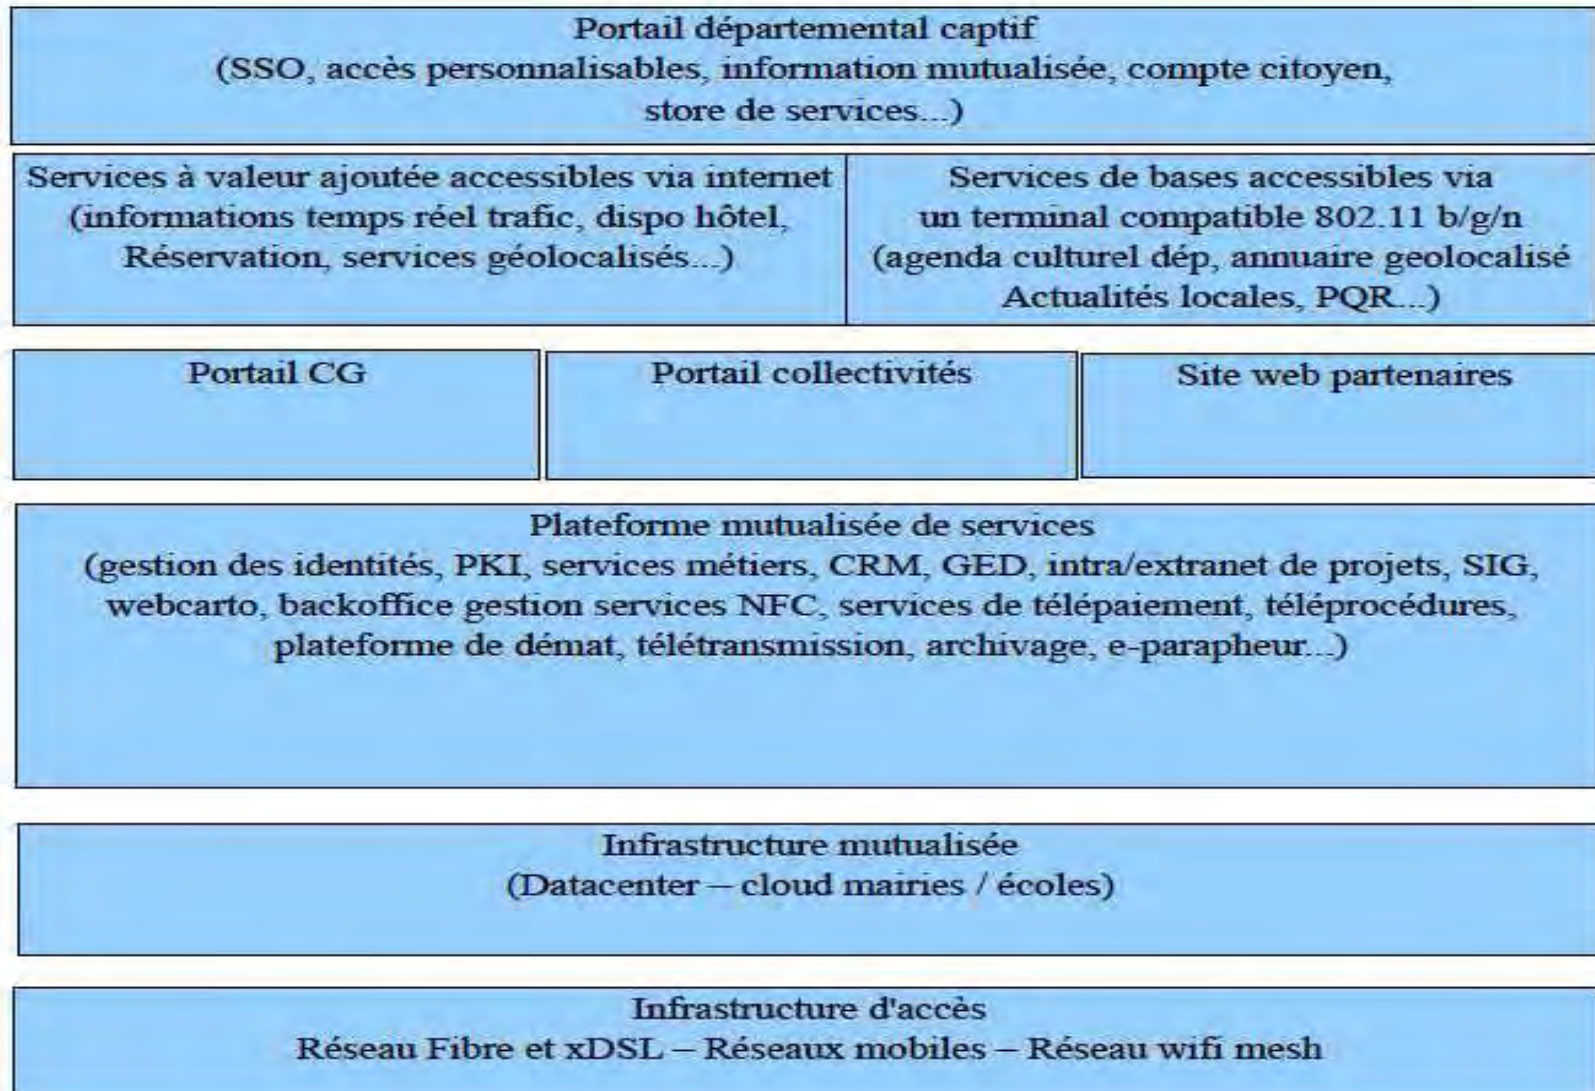 Portail départemental captif
(SSO, accès personnalisables, information mutualisée, compte citoyen,
store de services...)
Services à valeur ajoutée accessibles via internet
(informations temps réel trafic, dispo hôtel,
Réservation, services géolocalisés...)
Services de bases accessibles via
un terminal compatible 802.11 b/g/n
(agenda culturel dép, annuaire geolocalisé
Actualités locales, PQR...)
Portail CG
Portail collectivités
Site web partenaires
Plateforme mutualisée de services
(gestion des identités, PKI, services métiers, CRM, GED, intra/extranet de projets, SIG,
webcarto, backoffice gestion services NFC, services de télépaiement, téléprocédures,
plateforme de démat, télétransmission, archivage, e-parapheur...)
Infrastructure mutualisée
(Datacenter – cloud mairies / écoles)
Infrastructure d'accès
Réseau Fibre et xDSL – Réseaux mobiles – Réseau wifi mesh